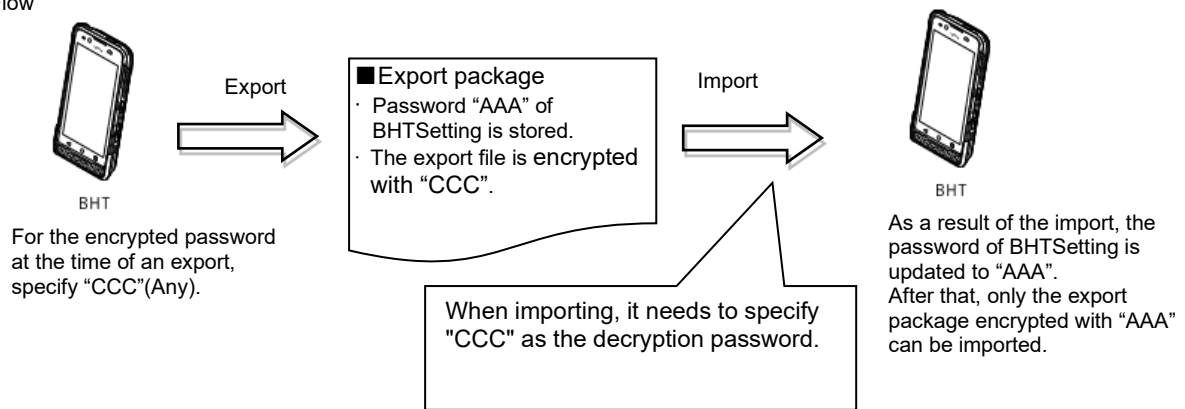 Export
■Export package
· Password “AAA” of
BHTSetting is stored.
· The export file is encrypted
with “CCC”.
Import
BHT
For the encrypted password
at the time of an export,
specify “CCC”(Any).
When importing, it needs to specify
"CCC" as the decryption password.
BHT
As a result of the import, the
password of BHTSetting is
updated to “AAA”.
After that, only the export
package encrypted with “AAA”
can be imported.